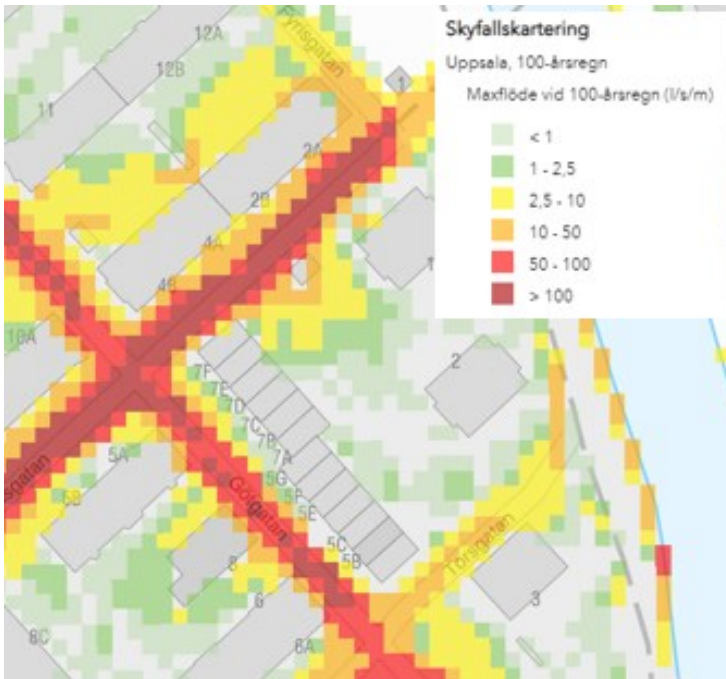 Skyfallskartering
Uppsala, 100-årsregn
Maxflöde vid 100-årsregn (l/s/m)
< 1
1 - 2,5
2,5 - 10
10 - 50
50 - 100
> 100
Fyrisgatan
12A
12B
11
1
2A
2B
4A
4B
1
10A
2
7F
7E
7D
7C
7B
7A
5G
5F
5E
5C
5B
5A
5B
sgatan
Götgatan
Torsgatan
8
6
3
8C
6A